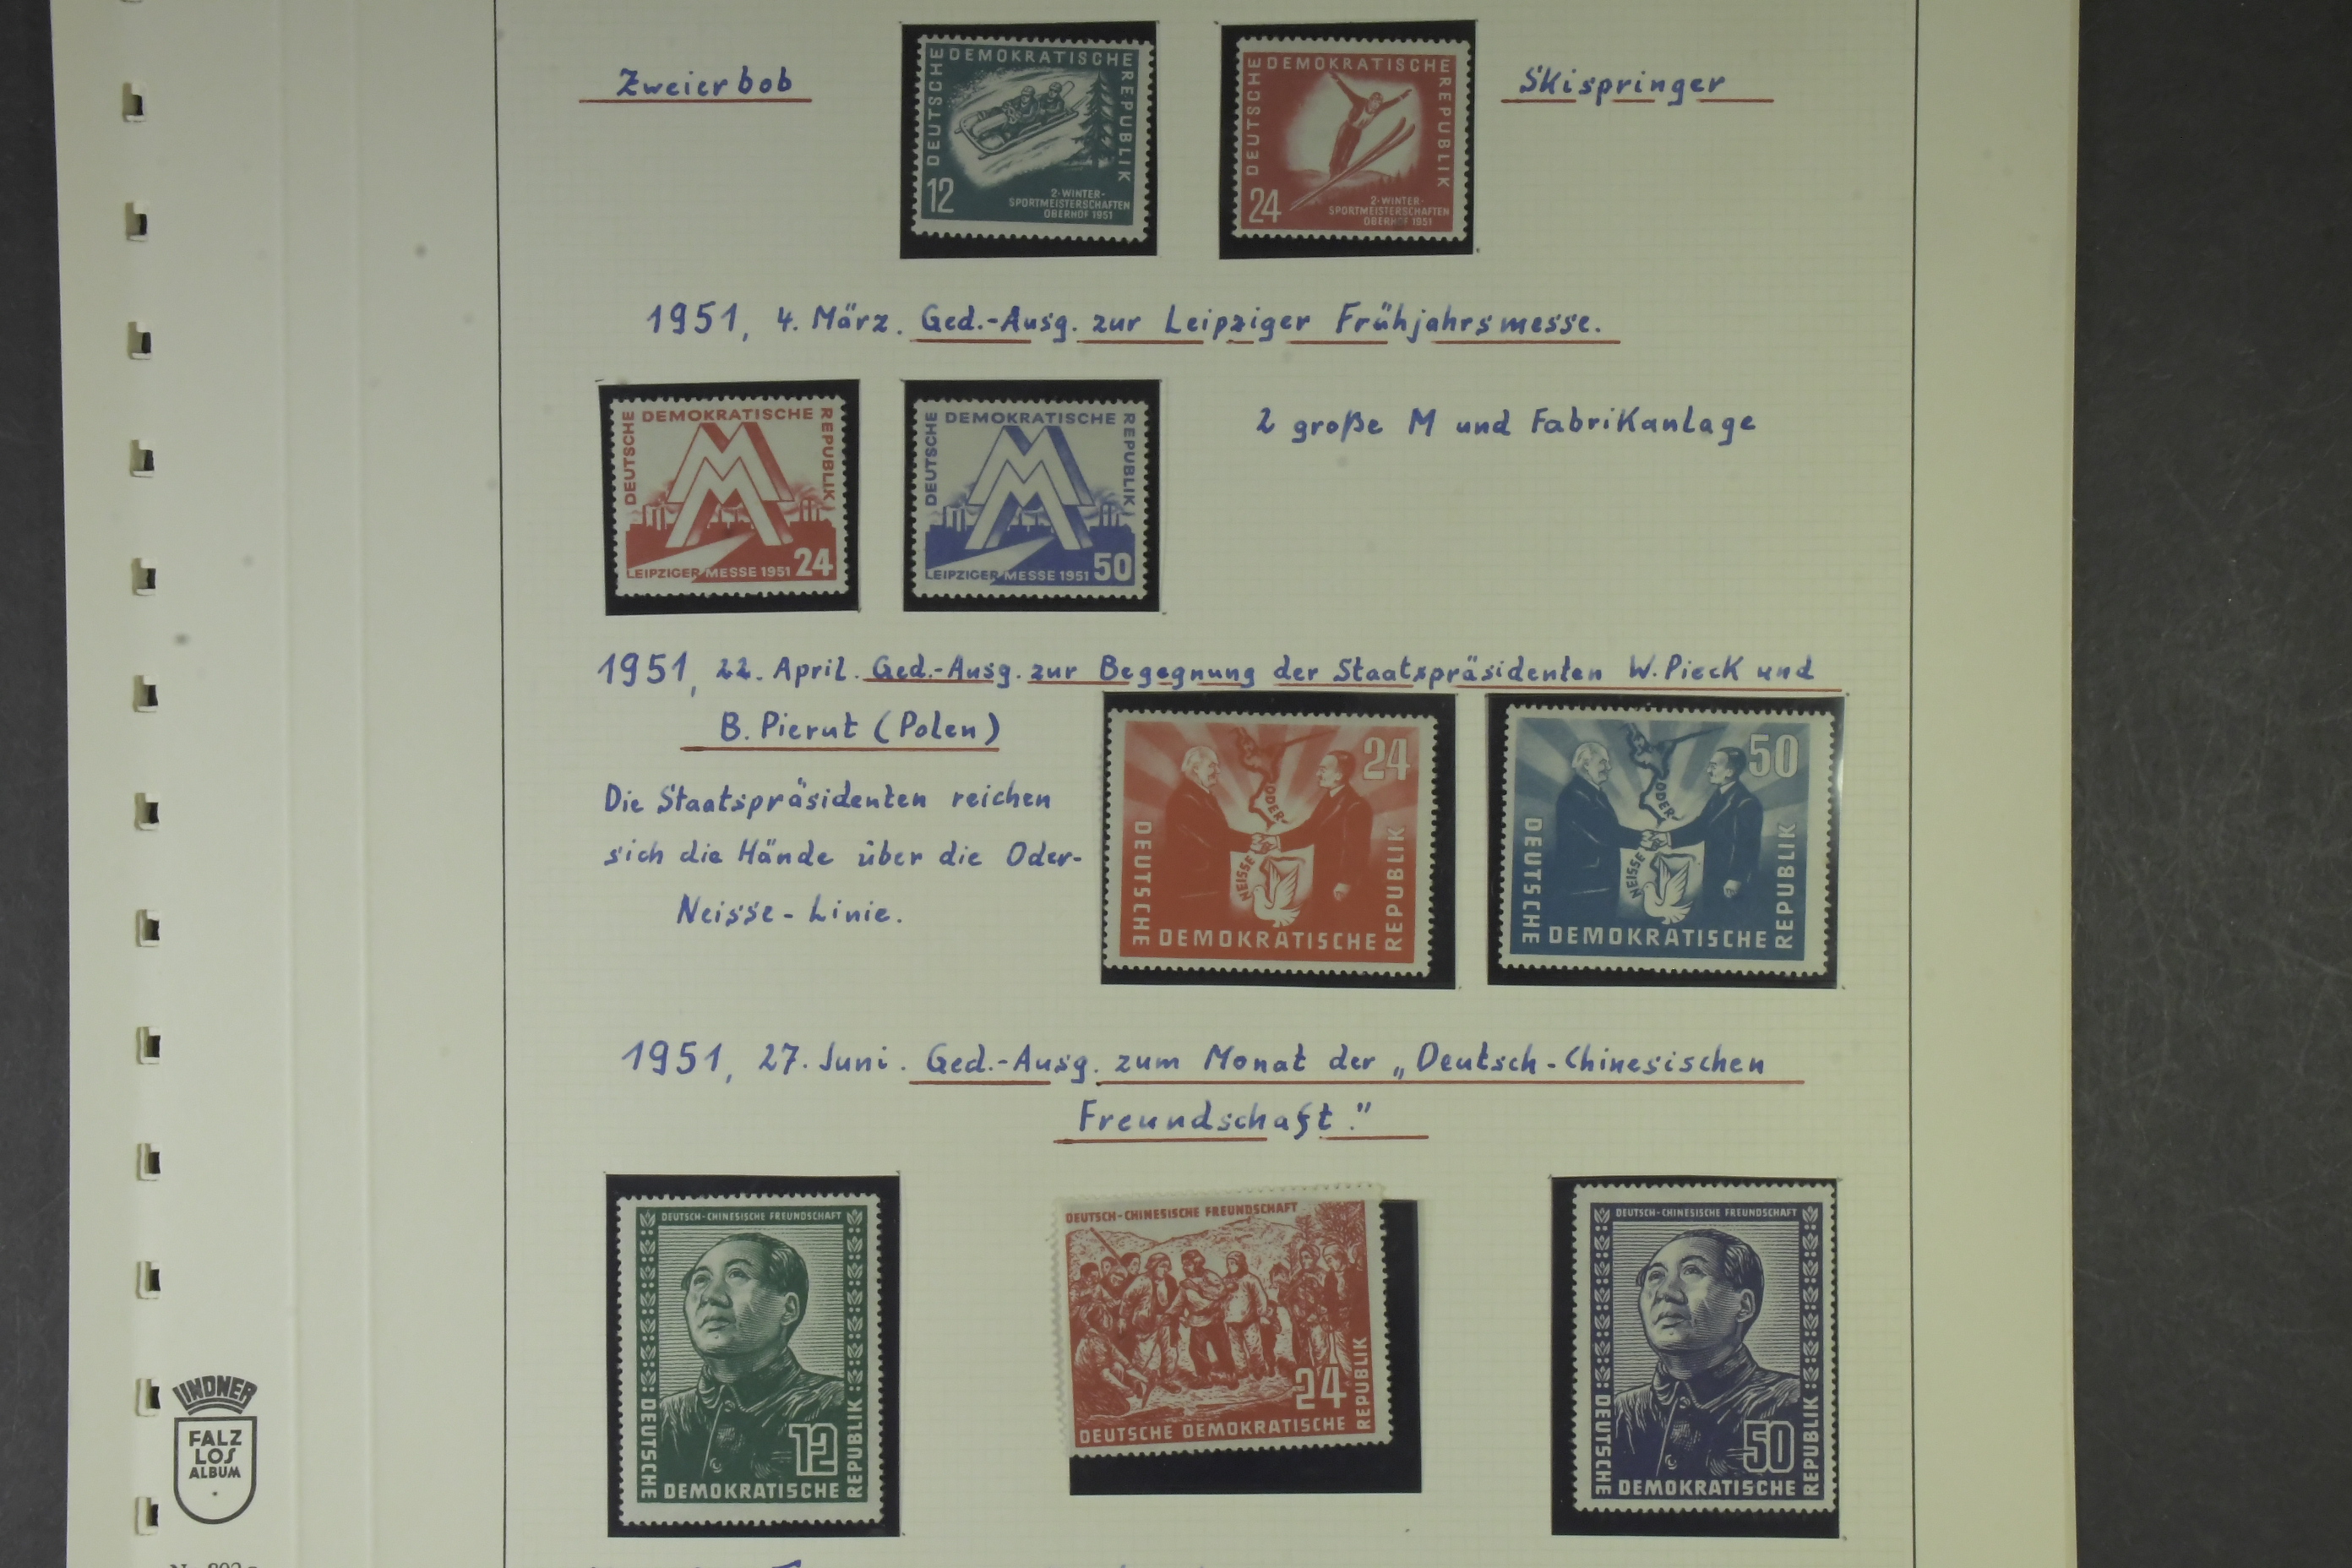 Zweierbob
DEUTSCHE DEMOKRATISCHE REPUBLIK
12
2. WINTER-
SPORTMEISTERSCHAFTEN
OBERHOF 1951
DEUTSCHE DEMOKRATISCHE REPUBLIK
24
2. WINTER-
SPORTMEISTERSCHAFTEN
OBERHOF 1951
Skispringer
1951, 4. März. Ged.-Ausg. zur Leipziger Frühjahrsmesse.
DEUTSCHE DEMOKRATISCHE REPUBLIK
MM
LEIPZIGER MESSE 1951 24
DEUTSCHE DEMOKRATISCHE REPUBLIK
MM
LEIPZIGER MESSE 1951 50
2 große M und Fabrikanlage
1951, 22. April. Ged.-Ausg. zur Begegnung der Staatspräsidenten W. Pieck und
B. Pierut (Polen)
Die Staatspräsidenten reichen
sich die Hände über die Oder-
Neisse-Linie.
24
ODER
NEISSE
DEUTSCHE DEMOKRATISCHE REPUBLIK
50
ODER
NEISSE
DEUTSCHE DEMOKRATISCHE REPUBLIK
1951, 27. Juni. Ged.-Ausg. zum Monat der „Deutsch-Chinesischen
Freundschaft."
DEUTSCH-CHINESISCHE FREUNDSCHAFT
12
DEUTSCHE DEMOKRATISCHE REPUBLIK
DEUTSCH-CHINESISCHE FREUNDSCHAFT
24
DEUTSCHE DEMOKRATISCHE REPUBLIK
DEUTSCH-CHINESISCHE FREUNDSCHAFT
50
DEUTSCHE DEMOKRATISCHE REPUBLIK
LINDNER
FALZ
LOS
ALBUM